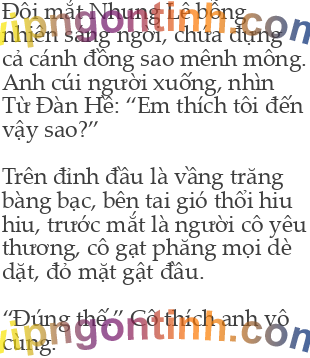 Đôi mắt Nhung Lê bỗng
nhiên sáng ngời, chứa đựng
cả cánh đồng sao mênh mông.
Anh cúi người xuống, nhìn
Từ Đàn Hề: “Em thích tôi đến
vậy sao?”
Trên đỉnh đầu là vầng trăng
bàng bạc, bên tai gió thổi hiu
hiu, trước mắt là người cô yêu
thương, cô gạt phăng mọi dè
dặt, đỏ mặt gật đầu.
“Đúng thế.” Cô thích anh vô
cùng.
vipngontinh.com
vipngontinh.com